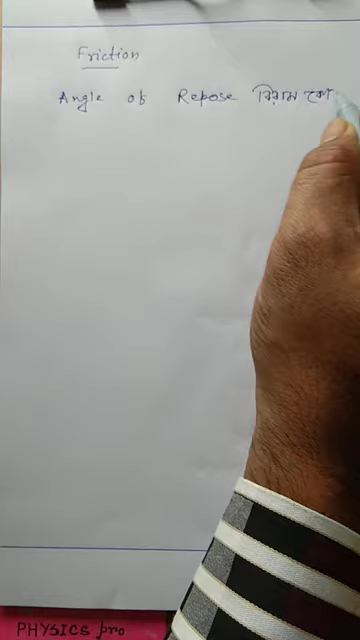 Friction
Angle of Repose বিরাম কো
PHYSICS pro